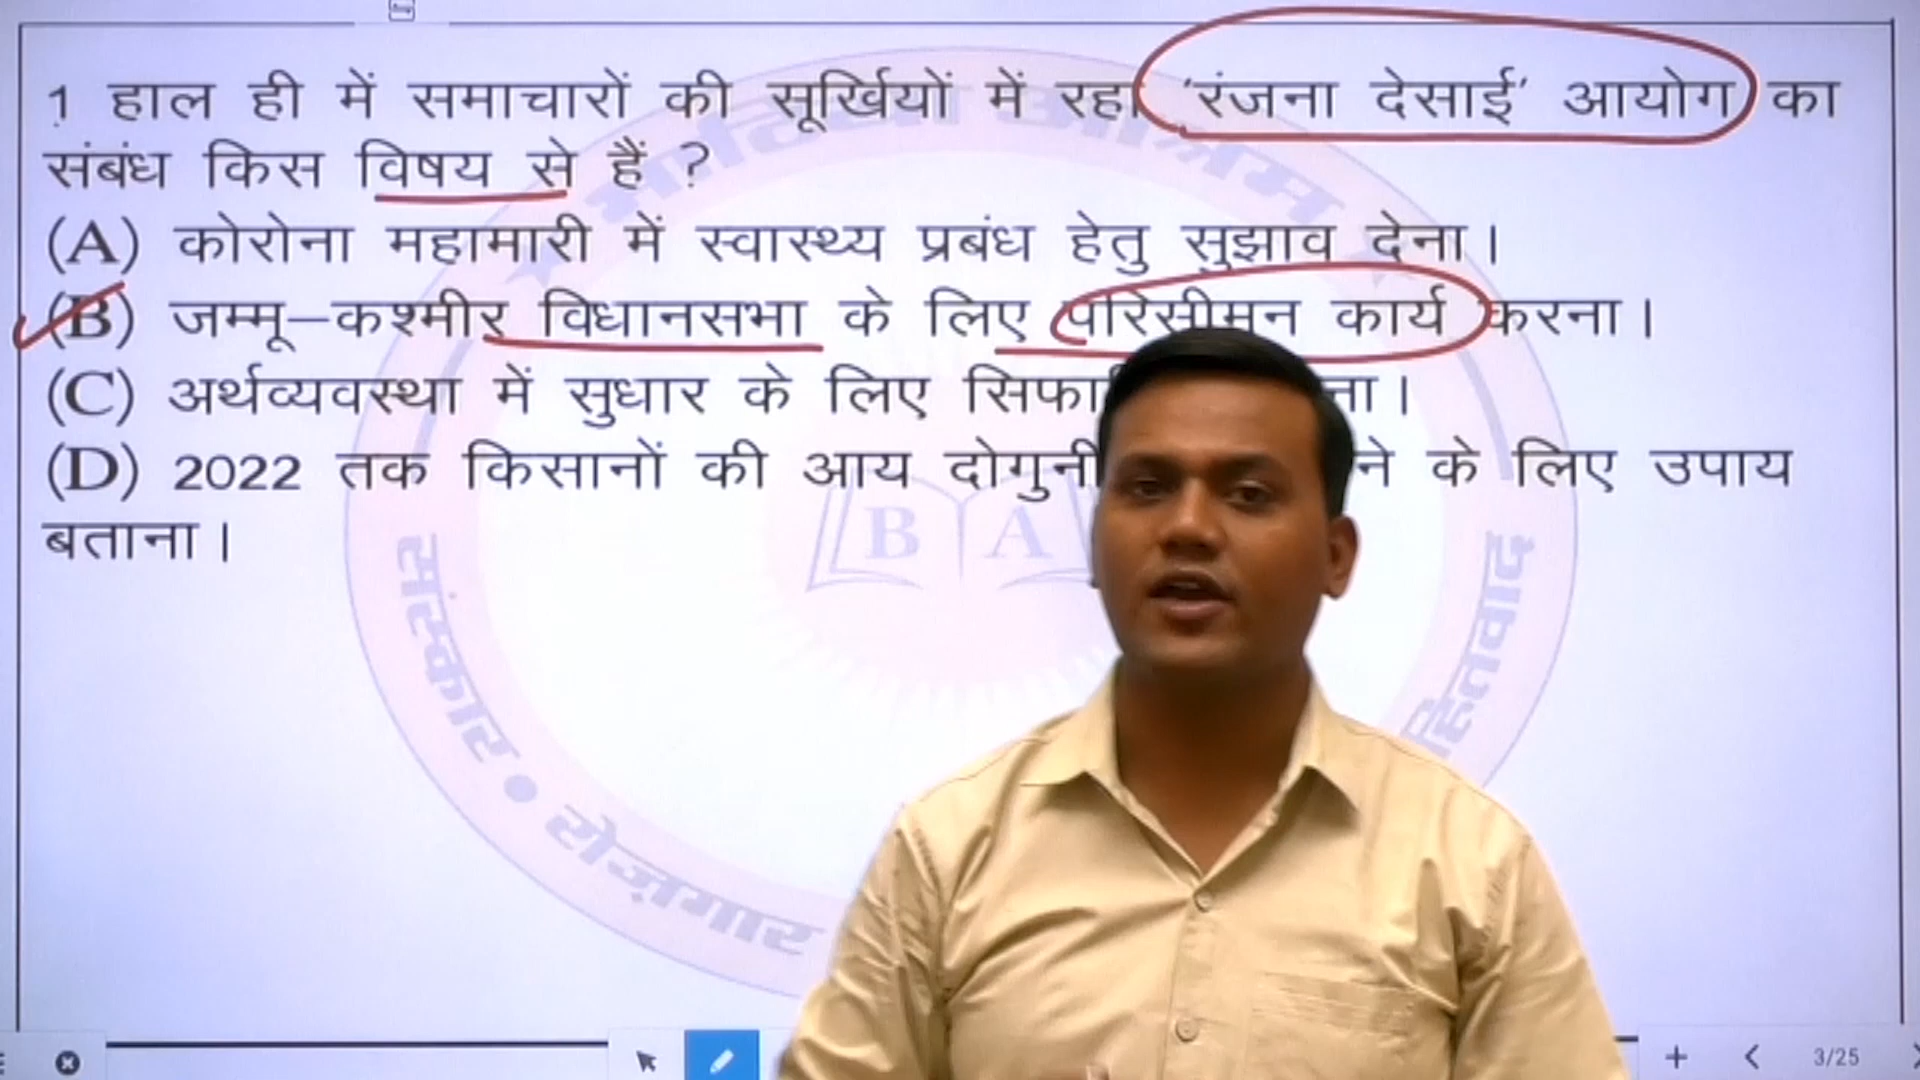 1 हाल ही में समाचारों की सूर्खियों में रहा 'रंजना देसाई' आयोग का
संबंध किस विषय से हैं ?
(A) कोरोना महामारी में स्वास्थ्य प्रबंध हेतु सुझाव देना।
(B) जम्मू–कश्मीर विधानसभा के लिए परिसीमन कार्य करना।
(C) अर्थव्यवस्था में सुधार के लिए
(D) 2022 तक किसानों की आय दोगुनी के लिए उपाय
बताना।
B A
संस्कार • रोज़गार
3/25